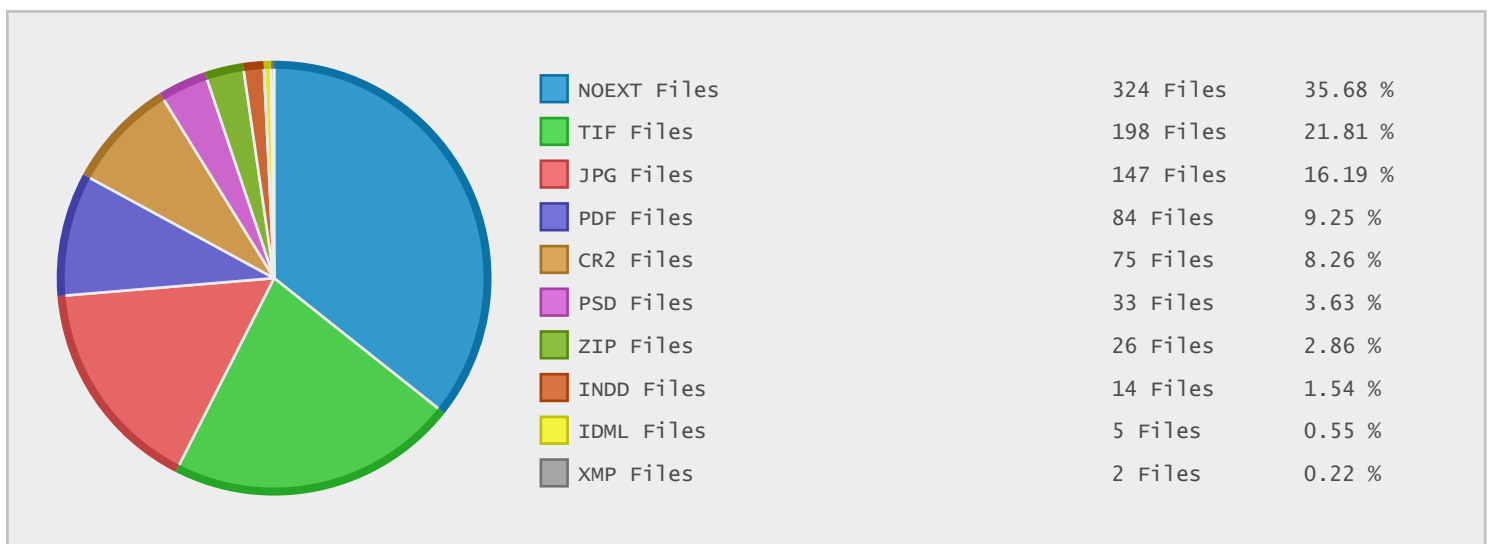 NOEXT Files 324 Files 35.68 %
TIF Files 198 Files 21.81 %
JPG Files 147 Files 16.19 %
PDF Files 84 Files 9.25 %
CR2 Files 75 Files 8.26 %
PSD Files 33 Files 3.63 %
ZIP Files 26 Files 2.86 %
INDD Files 14 Files 1.54 %
IDML Files 5 Files 0.55 %
XMP Files 2 Files 0.22 %